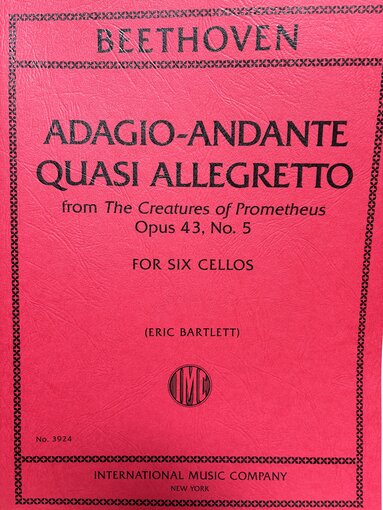 BEETHOVEN
ADAGIO-ANDANTE
QUASI ALLEGRETTO
from The Creatures of Prometheus
Opus 43, No. 5
FOR SIX CELLOS
(ERIC BARTLETT)
IMC
No. 3924
INTERNATIONAL MUSIC COMPANY
NEW YORK